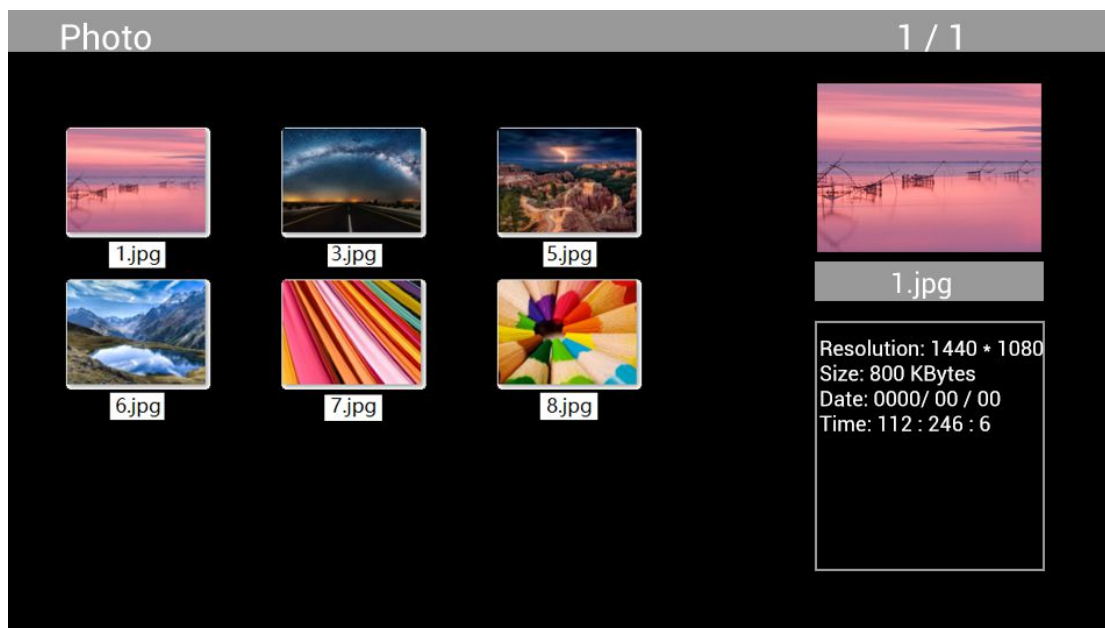 Photo 1 / 1
1.jpg 3.jpg 5.jpg
6.jpg 7.jpg 8.jpg
1.jpg
Resolution: 1440 * 1080
Size: 800 KBytes
Date: 0000/ 00 / 00
Time: 112 : 246 : 6